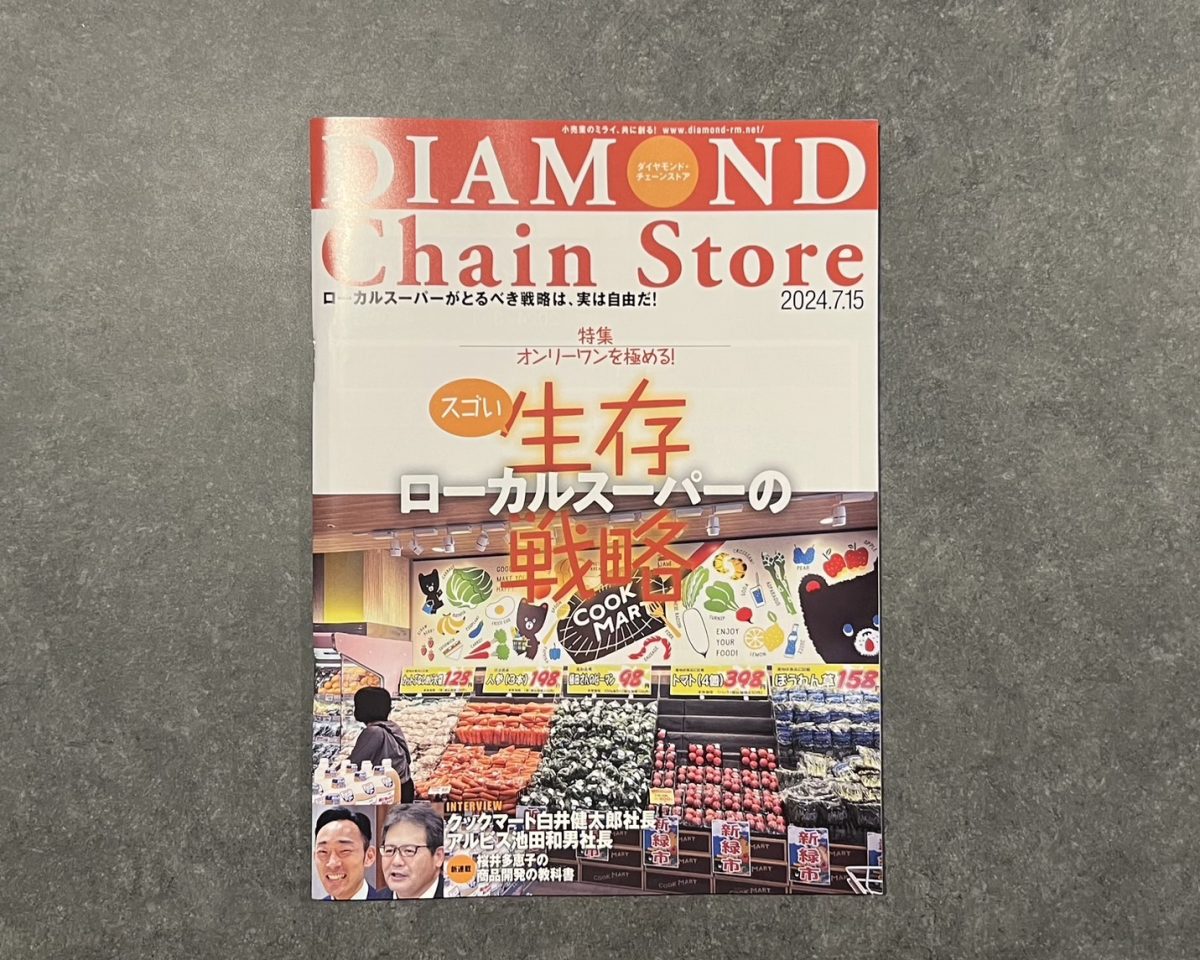 小売業のミライ、共に創る！ www.diamond-rm.net/
DIAMOND
ダイヤモンド・
チェーンストア
Chain Store
ローカルスーパーがとるべき戦略は、実は自由だ！
2024.7.15
特集
オンリーワンを極める！
スゴい
生存
ローカルスーパーの
戦略
COOK
MART
ENJOY
YOUR
FOOD!
LEMON
APPLE
PEAR
128
人参(3本) 198
98
トマト(4個) 398
ほうれん草 158
新緑市
新緑市
新緑市
COOK MART
INTERVIEW
クックマート白井健太郎社長
アルビス池田和男社長
新連載
桜井多恵子の
商品開発の教科書